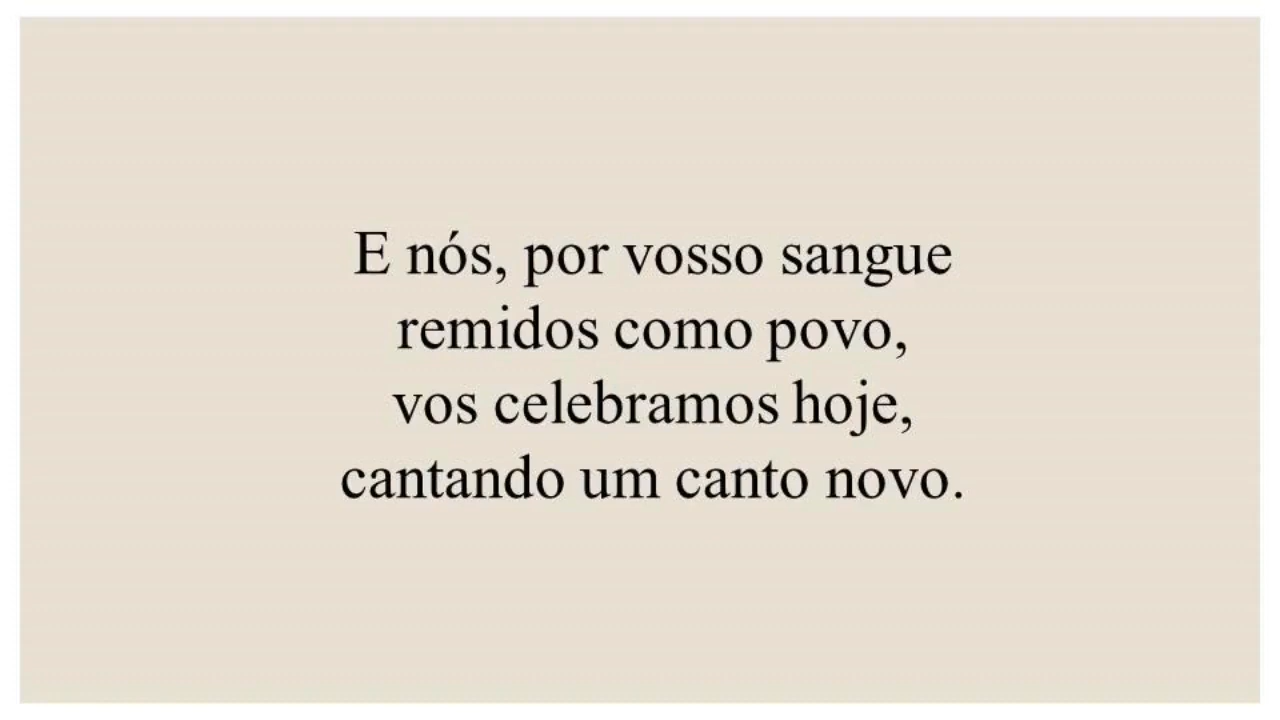 E nós, por vosso sangue
remidos como povo,
vos celebramos hoje,
cantando um canto novo.